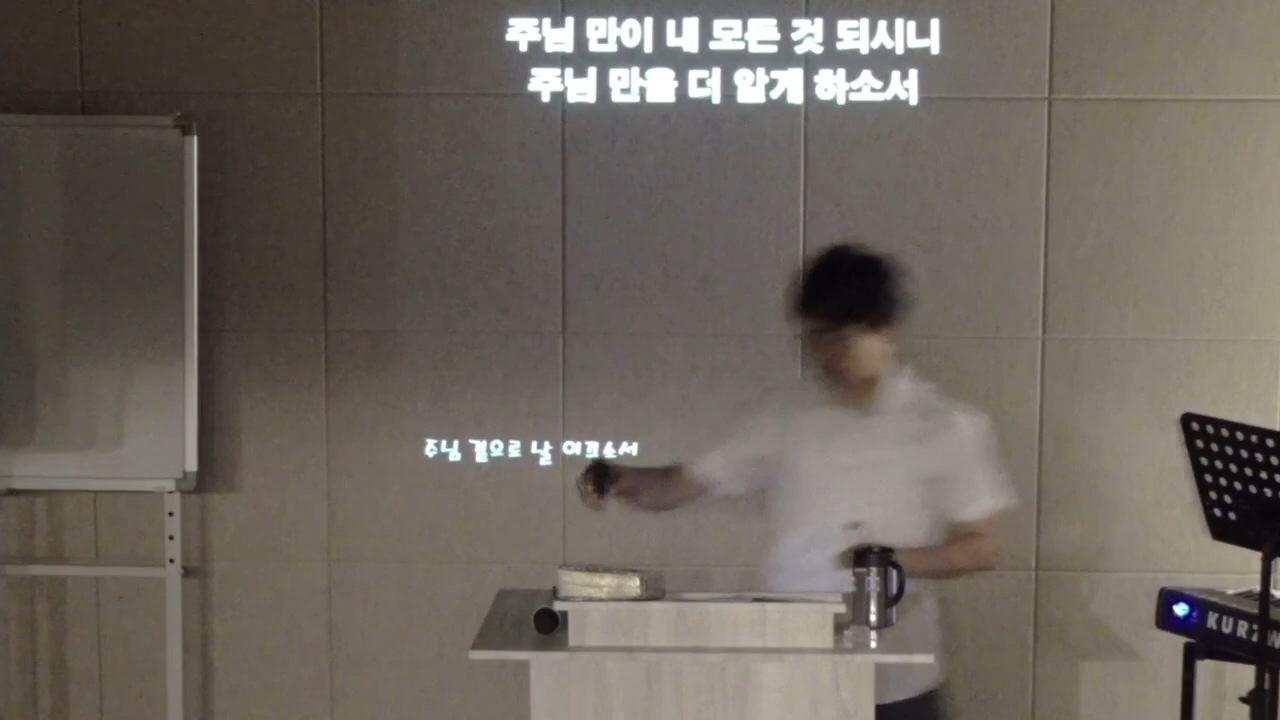 주님 만이 내 모든 것 되시니
주님 만을 더 알게 하소서
주님 곁으로 날 이끄소서
KURZW